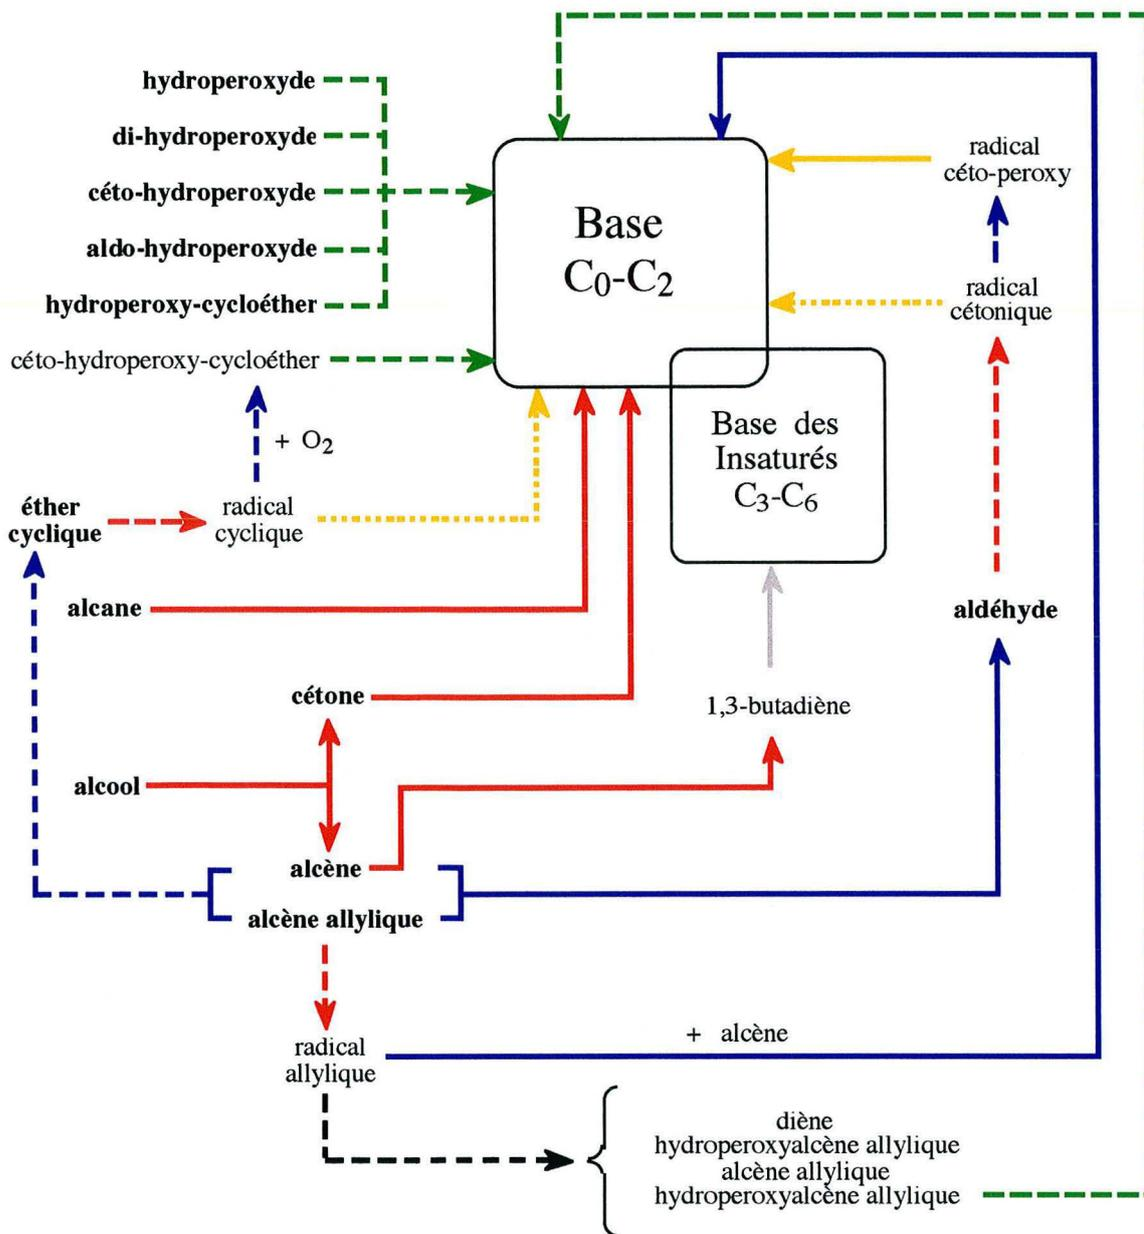 hydroperoxyde
di-hydroperoxyde
céto-hydroperoxyde
aldo-hydroperoxyde
hydroperoxy-cycloéther
céto-hydroperoxy-cycloéther
Base
C0-C2
radical
céto-peroxy
radical
cétonique
+ O2
Base des
Insaturés
C3-C6
éther
cyclique
radical
cyclique
alcane
aldéhyde
cétone
1,3-butadiène
alcool
alcène
alcène allylique
radical
allylique
+ alcène
diène
hydroperoxyalcène allylique
alcène allylique
hydroperoxyalcène allylique